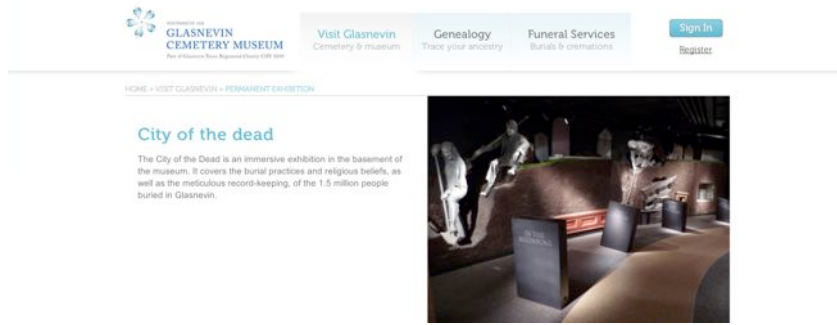 GLASNEVIN
CEMETERY MUSEUM
Visit Glasnevin
Cemetery & museum
Genealogy
Trace your ancestry
Funeral Services
Burials & cremations
Sign In
Register
HOME » VISIT GLASNEVIN » PERMANENT EXHIBITION
City of the dead
The City of the Dead is an immersive exhibition in the basement of
the museum. It covers the burial practices and religious beliefs, as
well as the meticulous record-keeping, of the 1.5 million people
buried in Glasnevin.
IN THE
BEGINNING